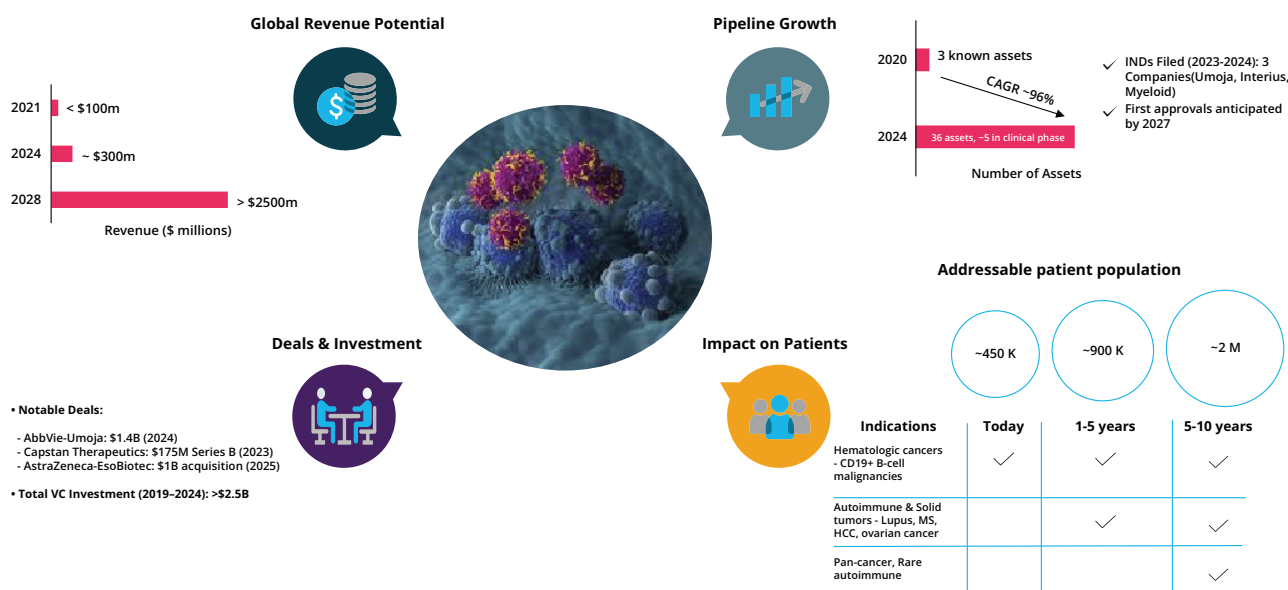 Global Revenue Potential
2021
< $100m
2024
~ $300m
2028
> $2500m
Revenue ($ millions)
$
Pipeline Growth
2020
3 known assets
CAGR ~96%
2024
36 assets, ~5 in clinical phase
Number of Assets
INDs Filed (2023-2024): 3
Companies(Umoja, Interius,
Myeloid)
First approvals anticipated
by 2027
Deals & Investment
• Notable Deals:
- AbbVie-Umoja: $1.4B (2024)
- Capstan Therapeutics: $175M Series B (2023)
- AstraZeneca-EsoBiotec: $1B acquisition (2025)
• Total VC Investment (2019–2024): >$2.5B
Impact on Patients
Addressable patient population
~450 K
~900 K
~2 M
Indications
Today
1-5 years
5-10 years
Hematologic cancers
- CD19+ B-cell
malignancies
Autoimmune & Solid
tumors - Lupus, MS,
HCC, ovarian cancer
Pan-cancer, Rare
autoimmune